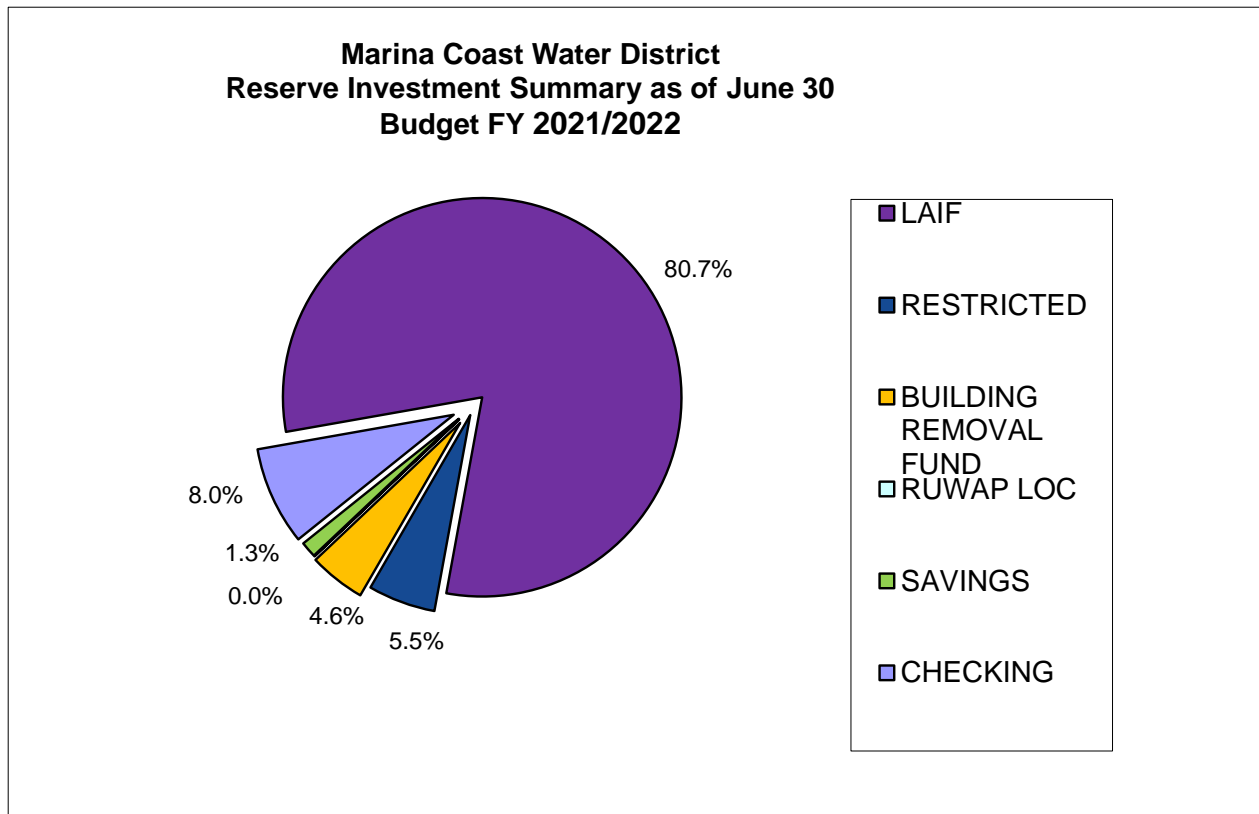 Marina Coast Water District
Reserve Investment Summary as of June 30
Budget FY 2021/2022
80.7%
8.0%
1.3%
0.0%
4.6%
5.5%
LAIF
RESTRICTED
BUILDING
REMOVAL
FUND
RUWAP LOC
SAVINGS
CHECKING